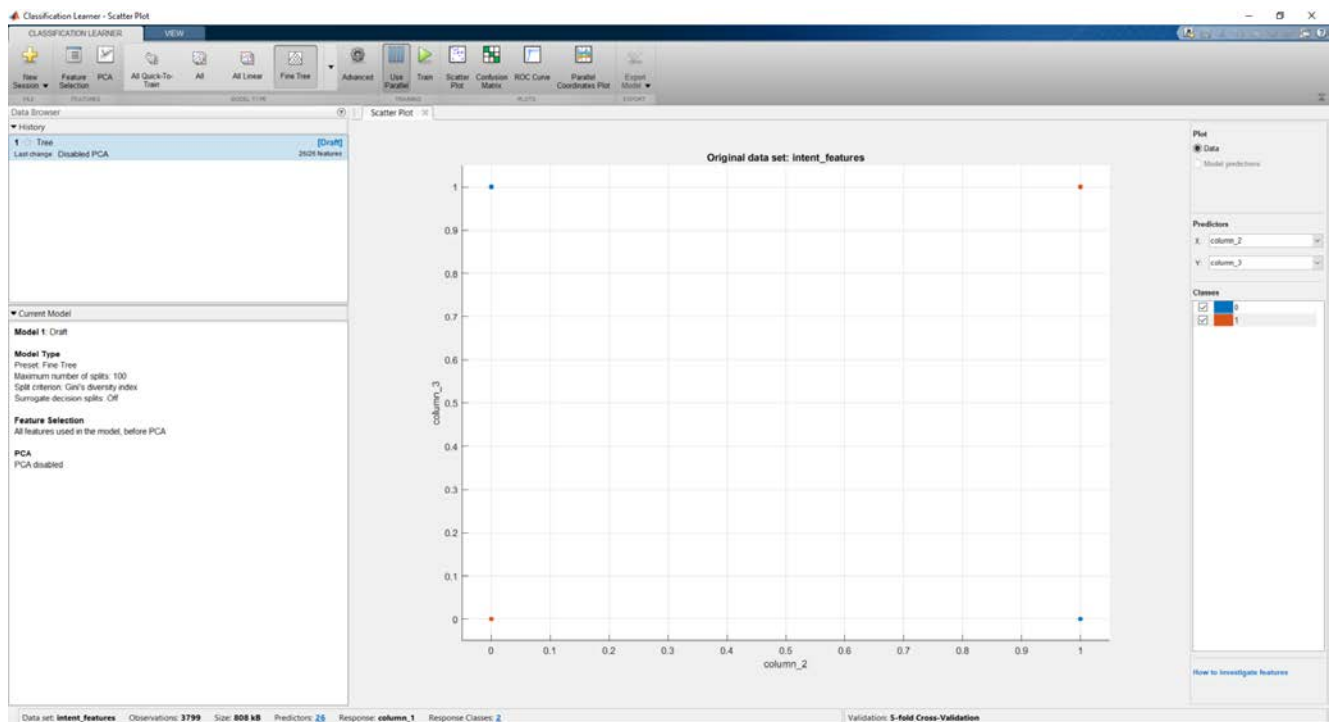 Classification Learner - Scatter Plot
CLASSIFICATION LEARNER VIEW
New Session
Feature Selection
PCA
All Quick-To-Train
All
All Linear
Fine Tree
Advanced
Use Parallel
Train
Scatter Plot
Confusion Matrix
ROC Curve
Parallel Coordinates Plot
Export Model
FILE FEATURES MODEL TYPE TRAINING PLOTS EXPORT
Data Browser
History
1 Tree [Draft]
Last change: Disabled PCA 26/26 features
Current Model
Model 1: Draft
Model Type
Preset: Fine Tree
Maximum number of splits: 100
Split criterion: Gini's diversity index
Surrogate decision splits: Off
Feature Selection
All features used in the model, before PCA
PCA
PCA disabled
Scatter Plot
Original data set: intent_features
1
0.9
0.8
0.7
0.6
0.5
0.4
0.3
0.2
0.1
0
column_3
0 0.1 0.2 0.3 0.4 0.5 0.6 0.7 0.8 0.9 1
column_2
Plot
Data
Model predictions
Predictors
X: column_2
Y: column_3
Classes
0
1
How to investigate features
Data set: intent_features Observations: 3799 Size: 808 kB Predictors: 26 Response: column_1 Response Classes: 2 Validation: 5-fold Cross-Validation